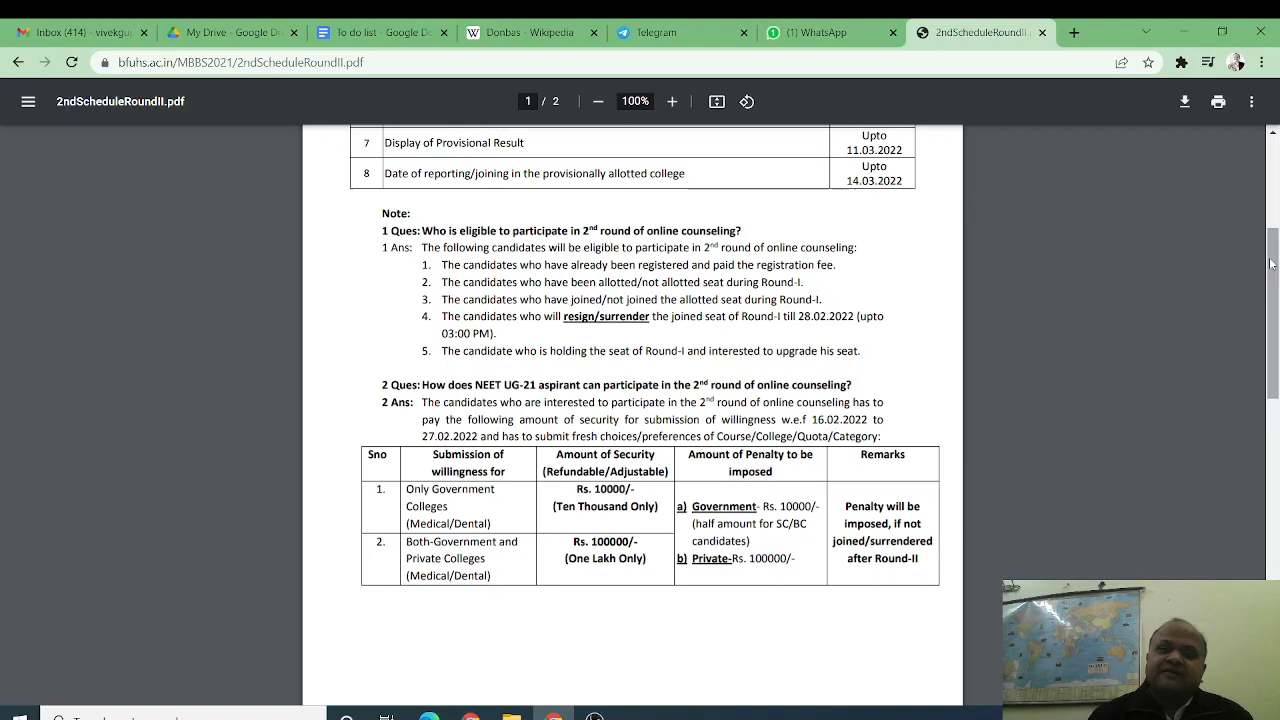 Inbox (414) - vivekgu
My Drive - Google Dr
To do list - Google Do
Donbas - Wikipedia
Telegram
(1) WhatsApp
2ndScheduleRoundII.pdf
bfuhs.ac.in/MBBS2021/2ndScheduleRoundII.pdf
2ndScheduleRoundII.pdf
1 / 2
100%
7 Display of Provisional Result Upto
11.03.2022
8 Date of reporting/joining in the provisionally allotted college Upto
14.03.2022
Note:
1 Ques: Who is eligible to participate in 2nd round of online counseling?
1 Ans: The following candidates will be eligible to participate in 2nd round of online counseling:
1. The candidates who have already been registered and paid the registration fee.
2. The candidates who have been allotted/not allotted seat during Round-I.
3. The candidates who have joined/not joined the allotted seat during Round-I.
4. The candidates who will resign/surrender the joined seat of Round-I till 28.02.2022 (upto
03:00 PM).
5. The candidate who is holding the seat of Round-I and interested to upgrade his seat.
2 Ques: How does NEET UG-21 aspirant can participate in the 2nd round of online counseling?
2 Ans: The candidates who are interested to participate in the 2nd round of online counseling has to
pay the following amount of security for submission of willingness w.e.f 16.02.2022 to
27.02.2022 and has to submit fresh choices/preferences of Course/College/Quota/Category:
Sno
Submission of
willingness for
Amount of Security
(Refundable/Adjustable)
Amount of Penalty to be
imposed
Remarks
1.
Only Government
Colleges
(Medical/Dental)
Rs. 10000/-
(Ten Thousand Only)
2.
Both-Government and
Private Colleges
(Medical/Dental)
Rs. 100000/-
(One Lakh Only)
a) Government- Rs. 10000/-
(half amount for SC/BC
candidates)
b) Private-Rs. 100000/-
Penalty will be
imposed, if not
joined/surrendered
after Round-II